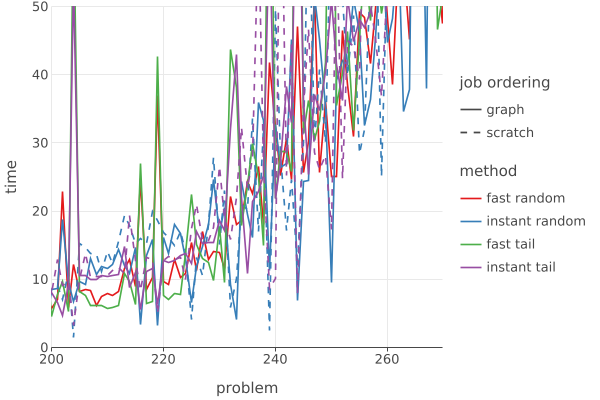 50
40
30
20
10
0
time
200
220
240
260
problem
job ordering
graph
scratch
method
fast random
instant random
fast tail
instant tail